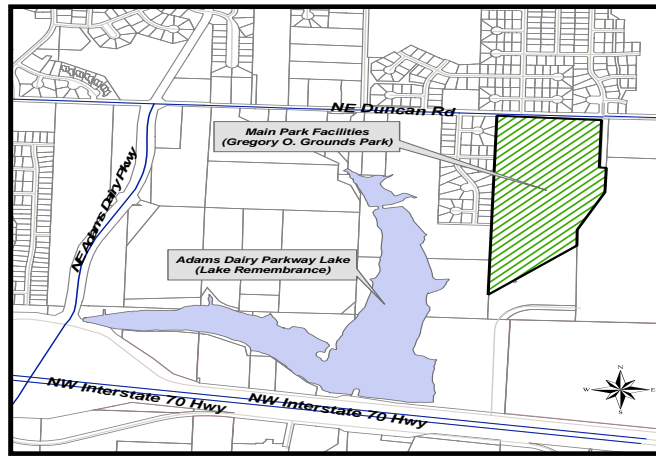 NE Duncan Rd
Main Park Facilities
(Gregory O. Grounds Park)
NE Adams Dairy Pkwy
Adams Dairy Parkway Lake
(Lake Remembrance)
N
W
E
S
NW Interstate 70 Hwy
NW Interstate 70 Hwy